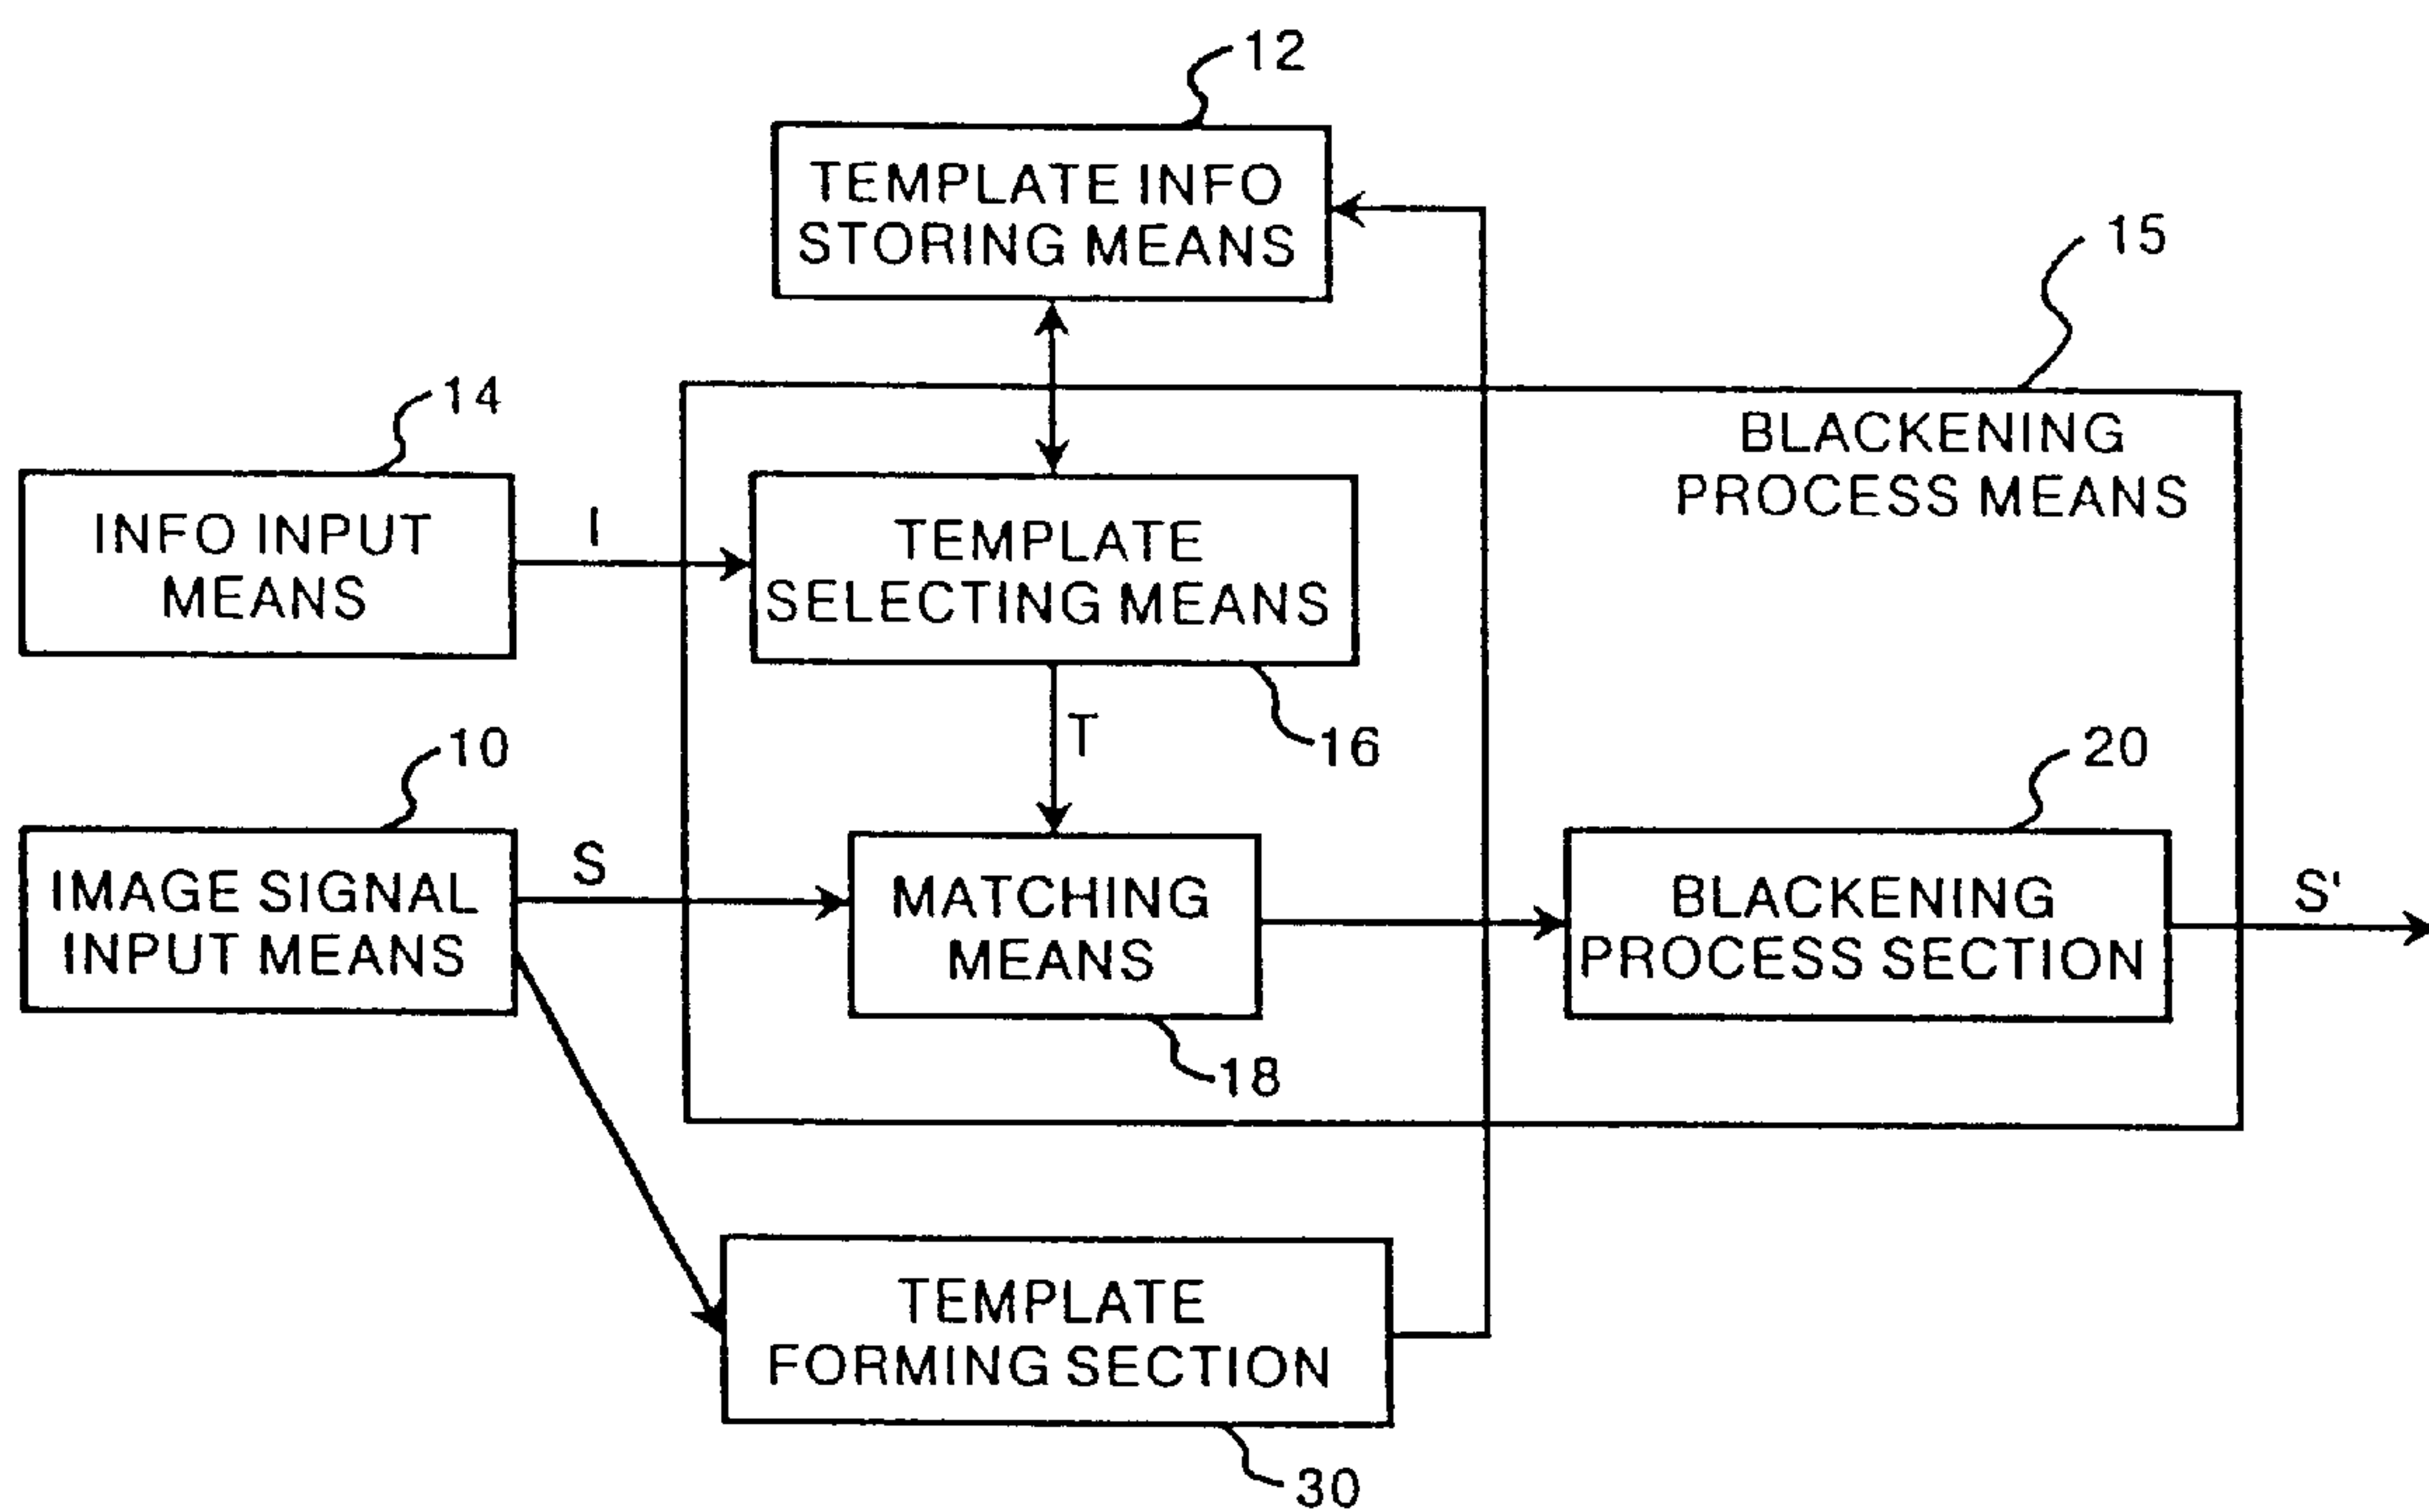 12
TEMPLATE INFO
STORING MEANS
15
BLACKENING
PROCESS MEANS
14
INFO INPUT
MEANS
I
TEMPLATE
SELECTING MEANS
16
T
10
IMAGE SIGNAL
INPUT MEANS
S
MATCHING
MEANS
18
20
BLACKENING
PROCESS SECTION
S'
TEMPLATE
FORMING SECTION
30